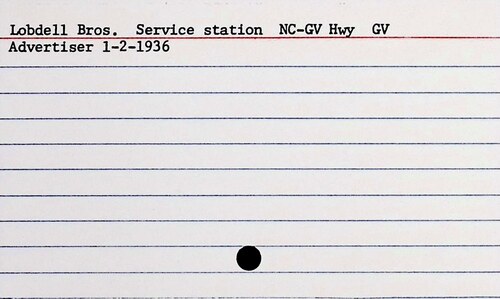 Lobdell Bros.  Service station  NC-GV Hwy  GV
Advertiser 1-2-1936